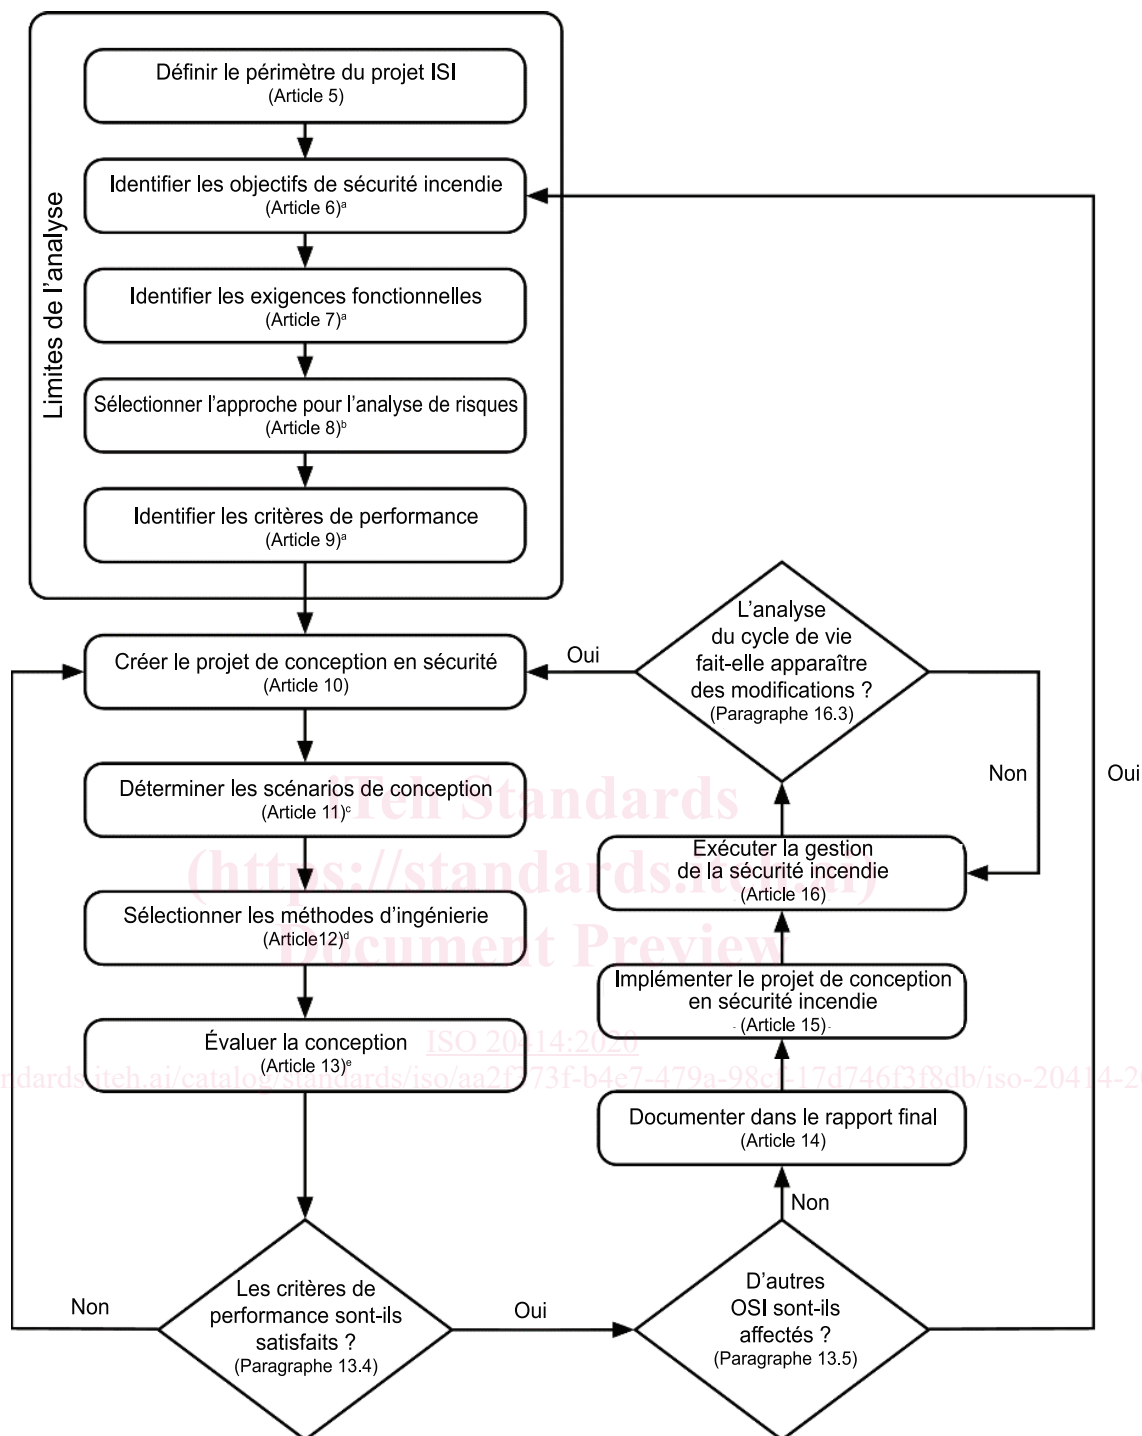 Limites de l'analyse
Définir le périmètre du projet ISI
(Article 5)
Identifier les objectifs de sécurité incendie
(Article 6)a
Identifier les exigences fonctionnelles
(Article 7)a
Sélectionner l'approche pour l'analyse de risques
(Article 8)b
Identifier les critères de performance
(Article 9)a
Créer le projet de conception en sécurité
(Article 10)
Déterminer les scénarios de conception
(Article 11)c
Sélectionner les méthodes d'ingénierie
(Article12)d
Évaluer la conception
(Article 13)e
Les critères de
performance sont-ils
satisfaits ?
(Paragraphe 13.4)
Non
Oui
D'autres
OSI sont-ils
affectés ?
(Paragraphe 13.5)
Non
Oui
Documenter dans le rapport final
(Article 14)
Implémenter le projet de conception
en sécurité incendie
(Article 15)
Exécuter la gestion
de la sécurité incendie
(Article 16)
L'analyse
du cycle de vie
fait-elle apparaître
des modifications ?
(Paragraphe 16.3)
Oui
Non
iTeh Standards
(https://standards.iteh.ai)
Document Preview
ISO 20414:2020
ndards.iteh.ai/catalog/standards/iso/aa2f373f-b4e7-479a-98cf-17d746f3f8db/iso-20414-2